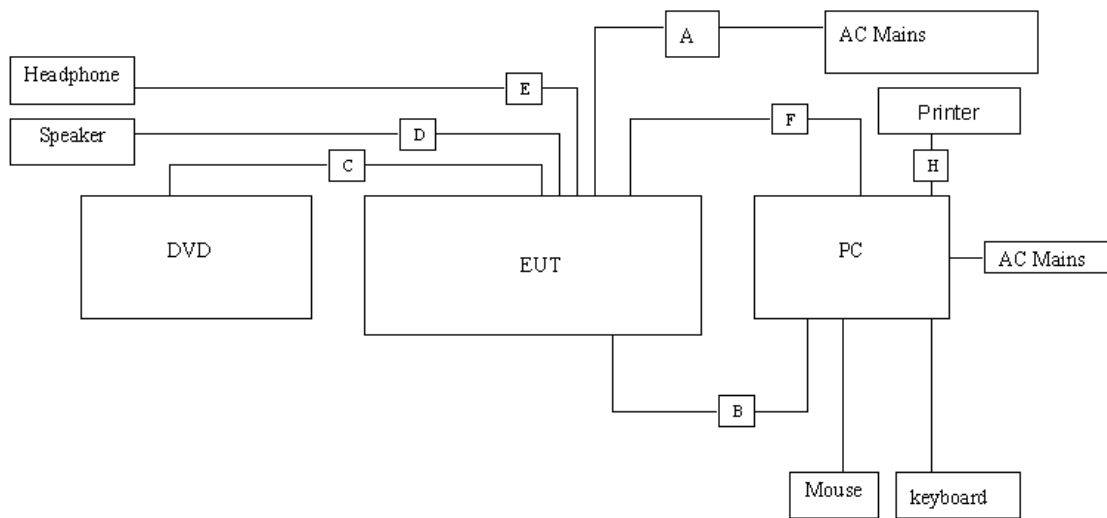 A
AC Mains
Headphone
E
Printer
Speaker
D
F
C
H
DVD
EUT
PC
AC Mains
B
Mouse
keyboard